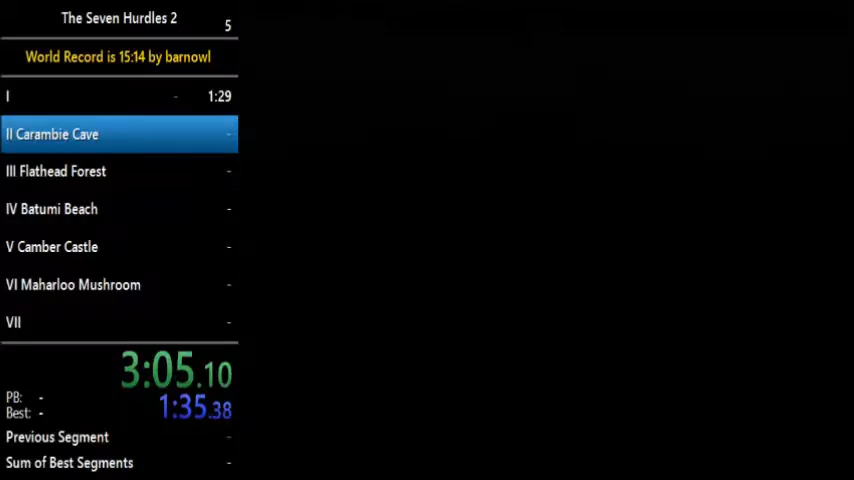 The Seven Hurdles 2
5
World Record is 15:14 by barnowl
I - 1:29
II Carambie Cave -
III Flathead Forest -
IV Batumi Beach -
V Camber Castle -
VI Maharloo Mushroom -
VII -
3:05.10
PB: -
Best: - 1:35.38
Previous Segment -
Sum of Best Segments -